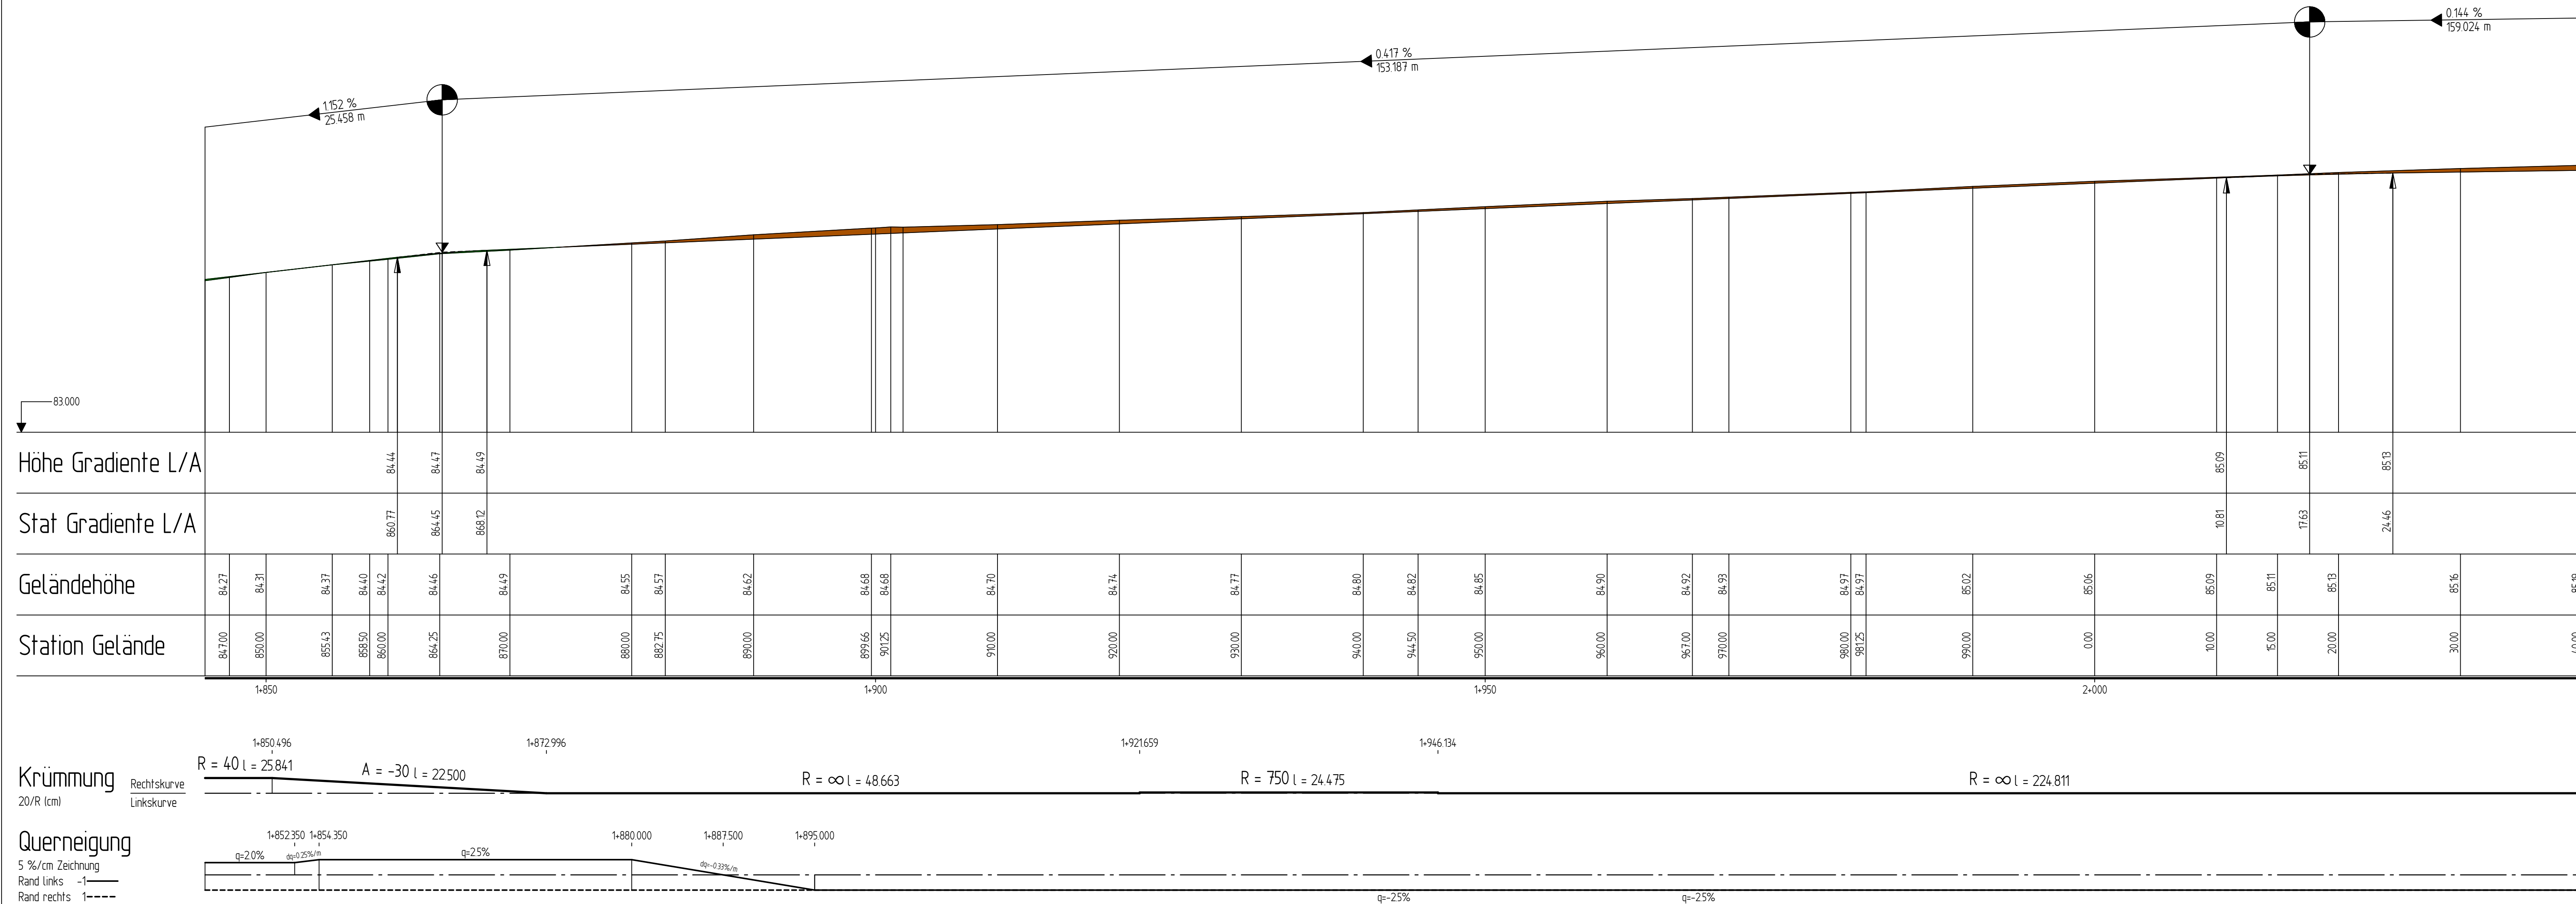 0.144 %
159.024 m
0.417 %
153.187 m
1.152 %
25.458 m
83.000
Höhe Gradiente L/A 84.44 84.47 84.49 85.09 85.11 85.13
Stat Gradiente L/A 860.77 864.45 868.12 10.81 17.63 24.46
Geländehöhe 84.27 84.31 84.37 84.40 84.42 84.46 84.49 84.55 84.57 84.62 84.68 84.68 84.70 84.74 84.77 84.80 84.82 84.85 84.90 84.92 84.93 84.97 84.97 85.02 85.06 85.09 85.11 85.13 85.16
Station Gelände 847.00 850.00 855.43 858.50 860.00 864.25 870.00 880.00 882.75 890.00 899.66 901.25 910.00 920.00 930.00 940.00 944.50 950.00 960.00 967.00 970.00 980.00 981.25 990.00 0.00 10.00 15.00 20.00 30.00
1+850 1+900 1+950 2+000
1+850.496 1+872.996 1+921.659 1+946.134
R = 40 l = 25.841 A = -30 l = 22.500 R = ∞ l = 48.663 R = 750 l = 24.475 R = ∞ l = 224.811
Krümmung Rechtskurve
20/R (cm) Linkskurve
Querneigung 1+852.350 1+854.350 1+880.000 1+887.500 1+895.000
q=2.0% dq=0.25%/m q=2.5% dq=-0.33%/m
5 %/cm Zeichnung
Rand links -1
Rand rechts 1 q=-2.5% q=-2.5%